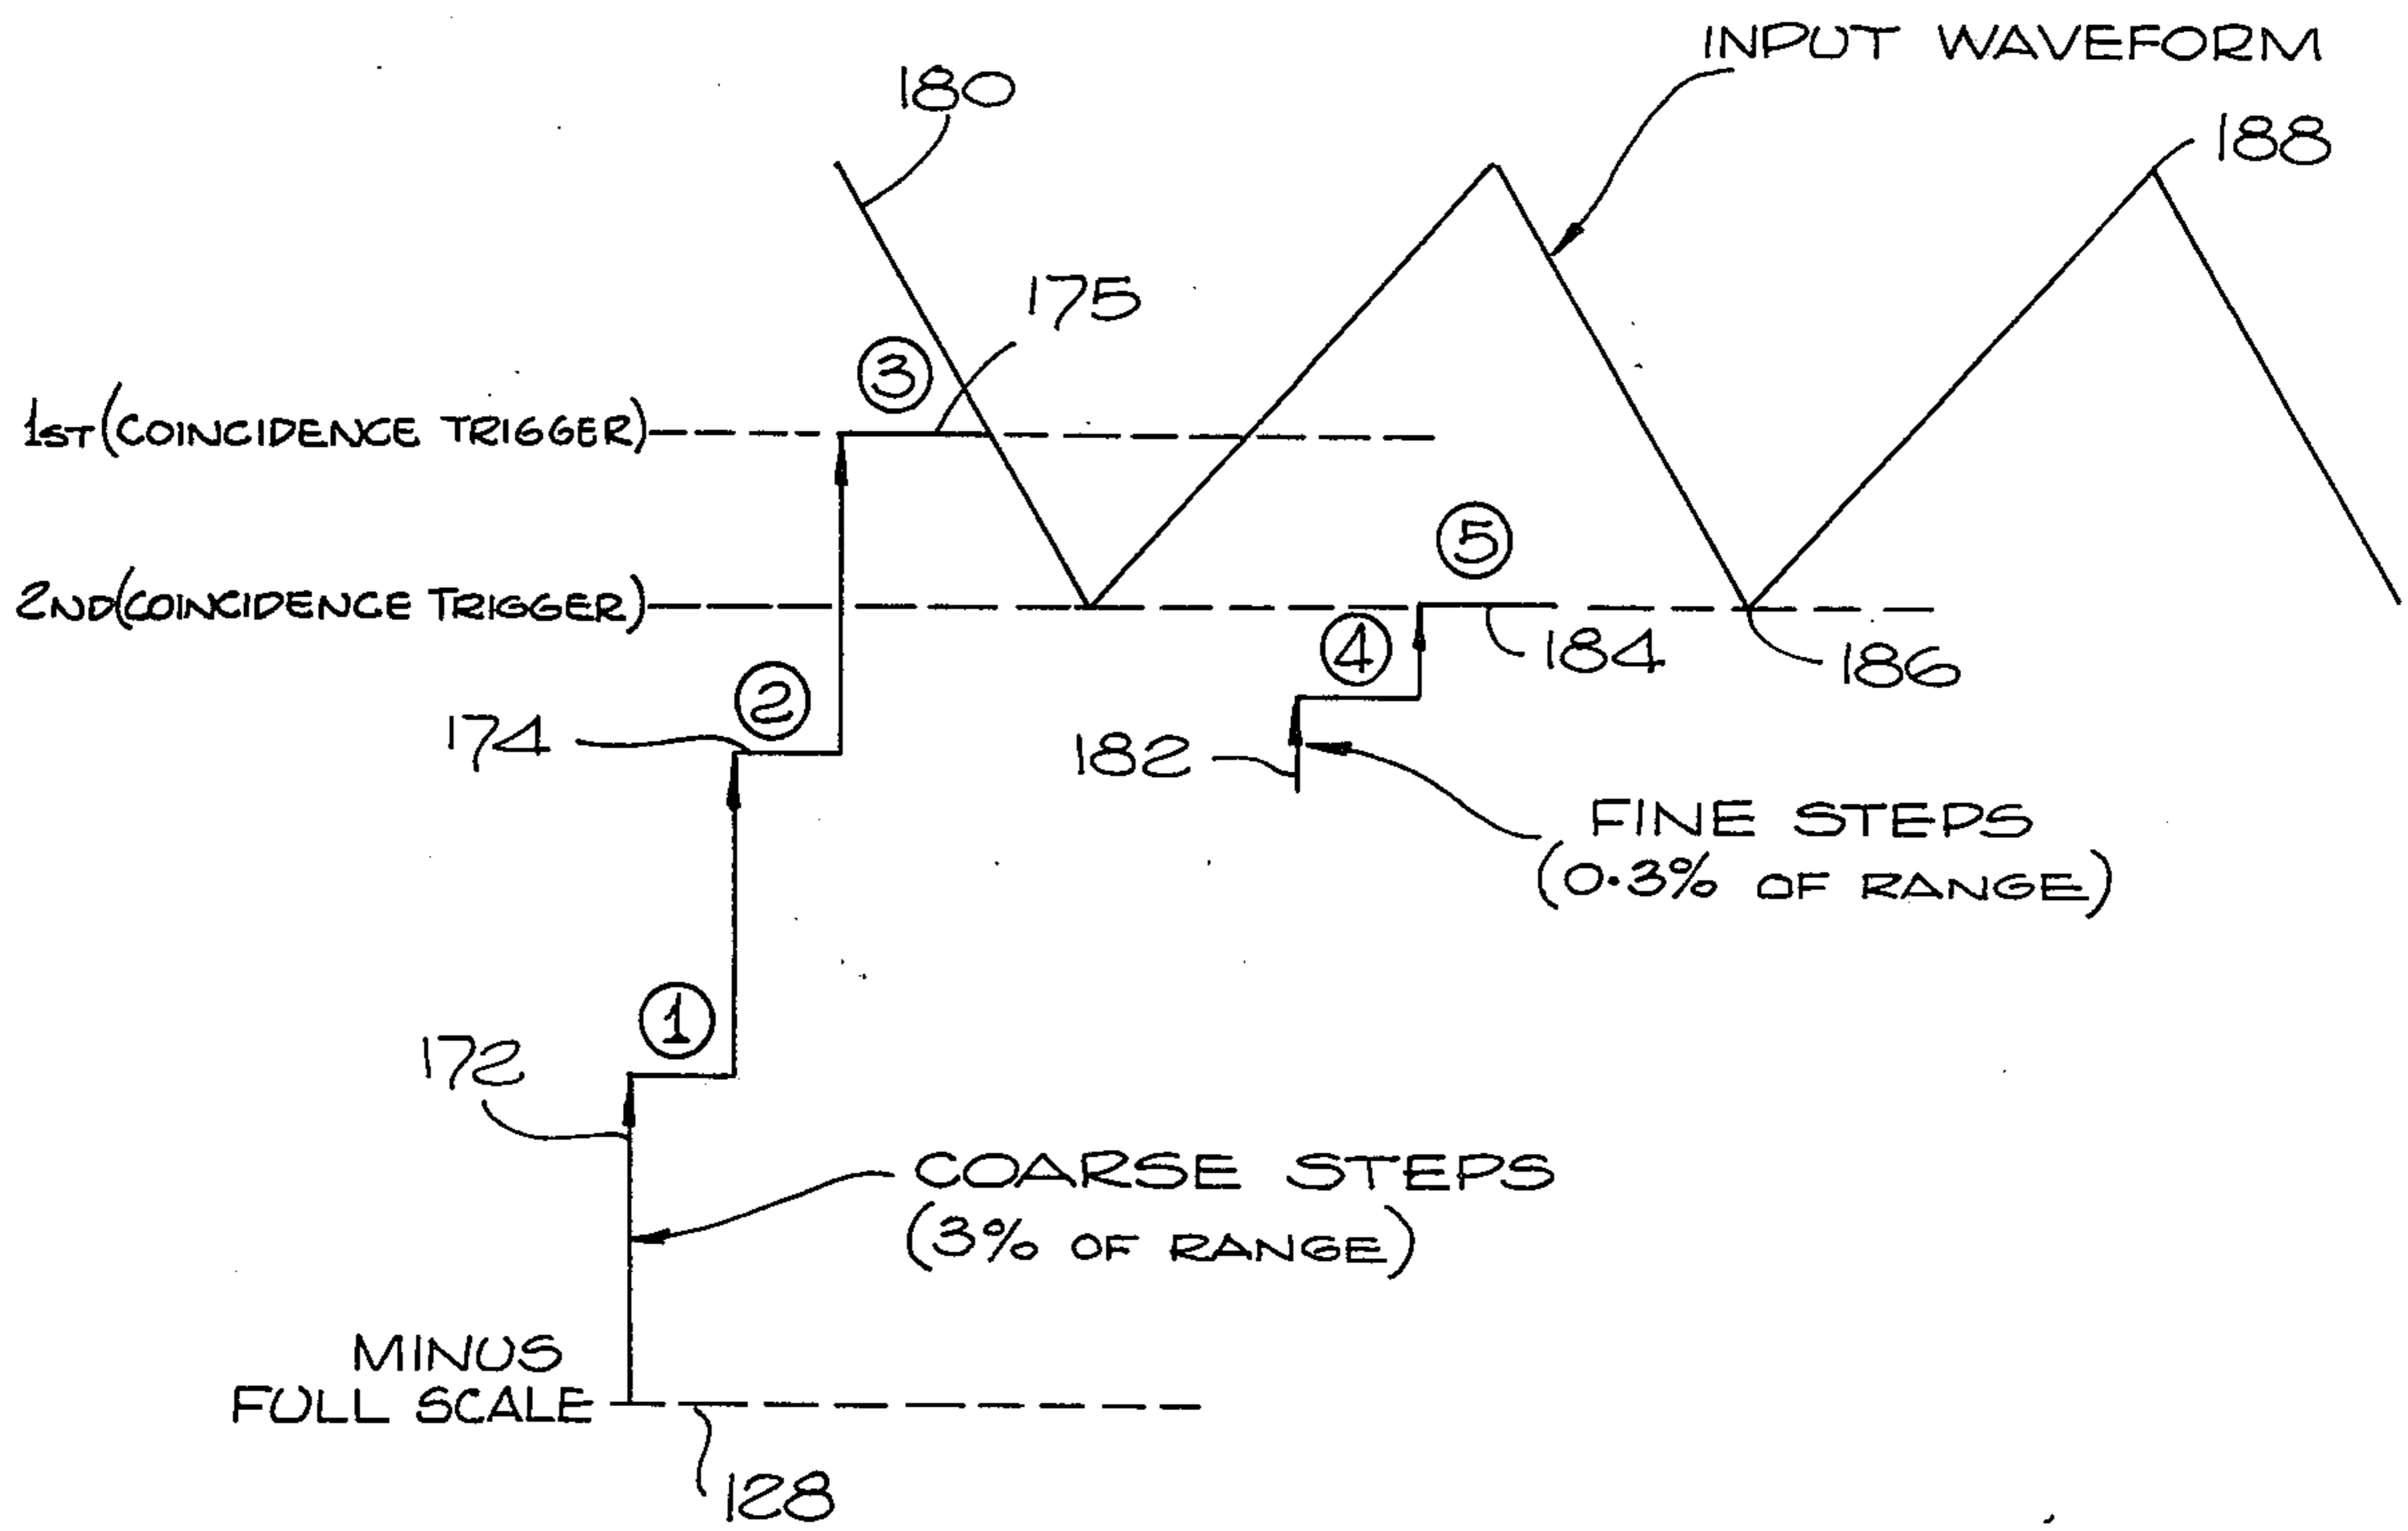 INPUT WAVEFORM
180
188
175
3
1ST (COINCIDENCE TRIGGER)
5
2ND (COINCIDENCE TRIGGER)
4
184
186
2
174
182
FINE STEPS
(0.3% OF RANGE)
1
172
COARSE STEPS
(3% OF RANGE)
MINUS
FULL SCALE
128